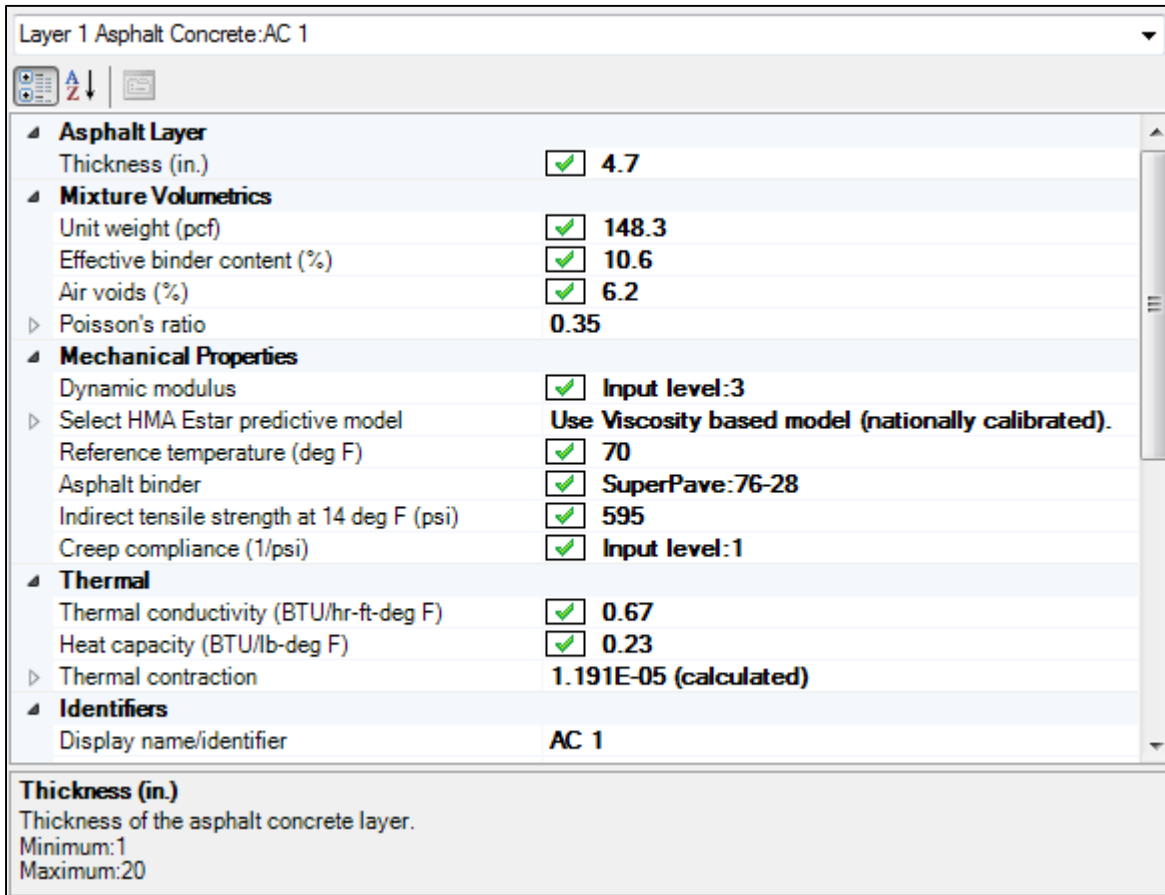 Layer 1 Asphalt Concrete:AC 1
A
Z
Asphalt Layer
Thickness (in.) 4.7
Mixture Volumetrics
Unit weight (pcf) 148.3
Effective binder content (%) 10.6
Air voids (%) 6.2
Poisson's ratio 0.35
Mechanical Properties
Dynamic modulus Input level:3
Select HMA Estar predictive model Use Viscosity based model (nationally calibrated).
Reference temperature (deg F) 70
Asphalt binder SuperPave:76-28
Indirect tensile strength at 14 deg F (psi) 595
Creep compliance (1/psi) Input level:1
Thermal
Thermal conductivity (BTU/hr-ft-deg F) 0.67
Heat capacity (BTU/lb-deg F) 0.23
Thermal contraction 1.191E-05 (calculated)
Identifiers
Display name/identifier AC 1
Thickness (in.)
Thickness of the asphalt concrete layer.
Minimum:1
Maximum:20